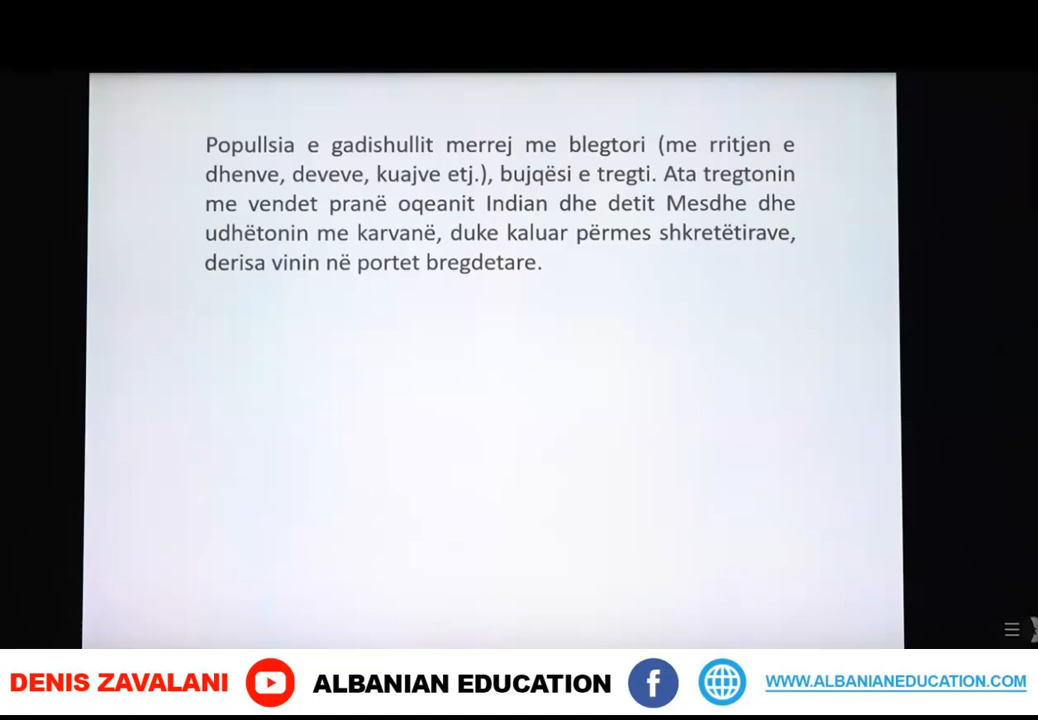 Popullsia e gadishullit merrej me blegtori (me rritjen e
dhenve, deveve, kuajve etj.), bujqësi e tregti. Ata tregtonin
me vendet pranë oqeanit Indian dhe detit Mesdhe dhe
udhëtonin me karvanë, duke kaluar përmes shkretëtirave,
derisa vinin në portet bregdetare.
DENIS ZAVALANI ALBANIAN EDUCATION WWW.ALBANIANEDUCATION.COM